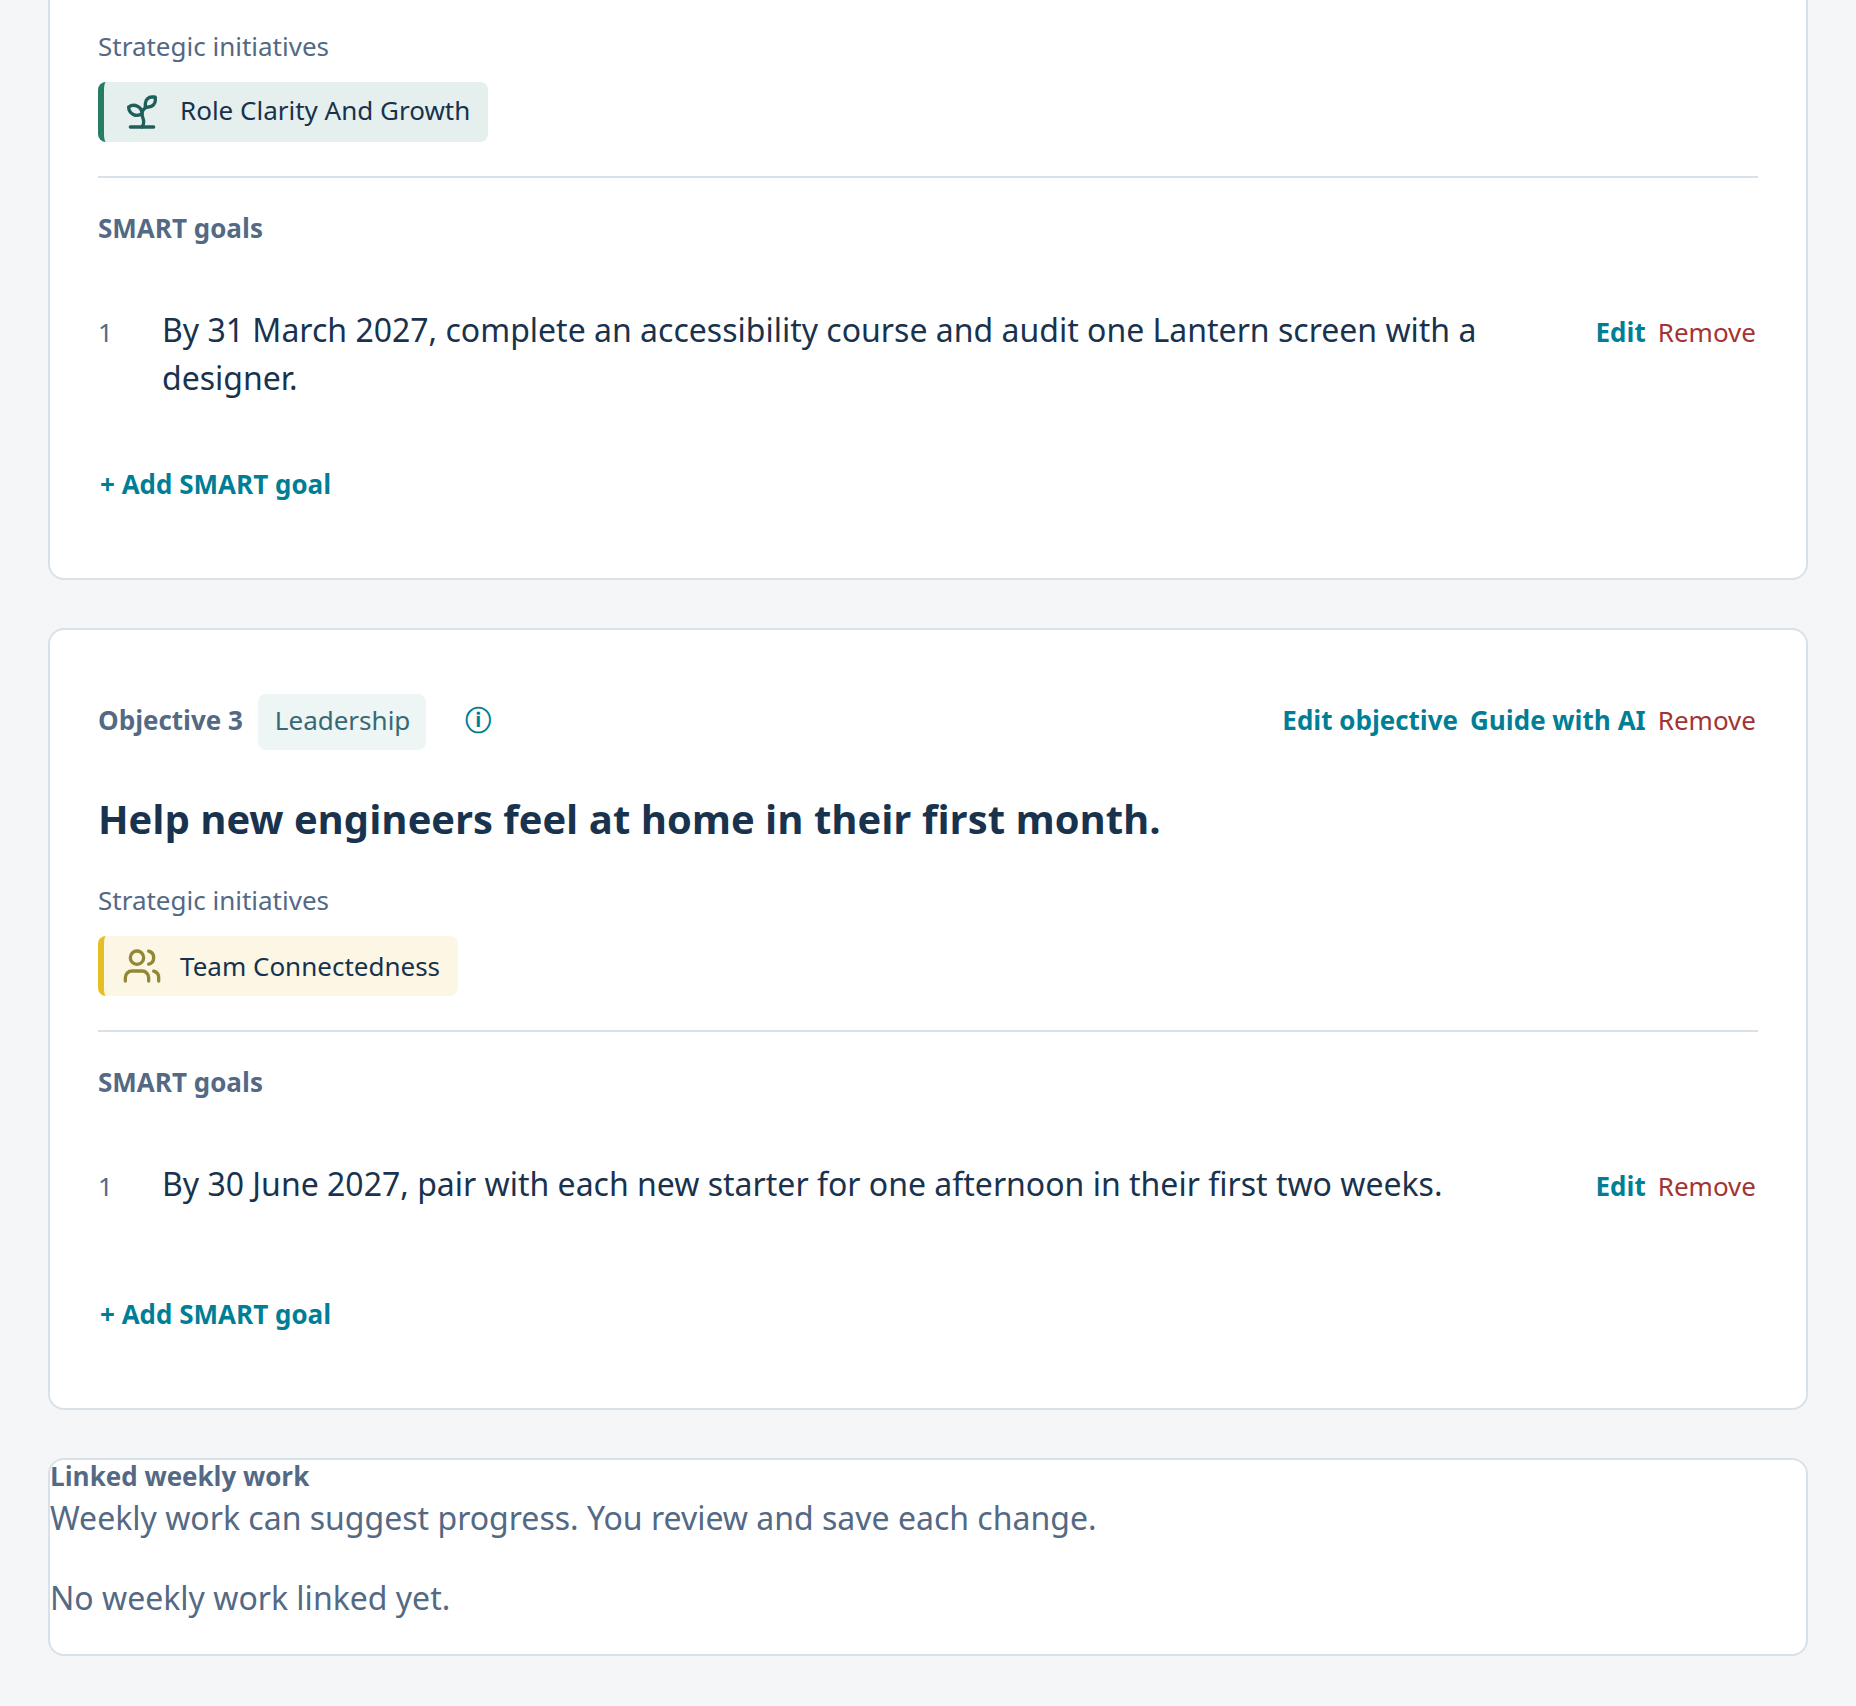 Strategic initiatives
Role Clarity And Growth
SMART goals
1 By 31 March 2027, complete an accessibility course and audit one Lantern screen with a Edit Remove
designer.
+ Add SMART goal
Objective 3 Leadership Edit objective Guide with AI Remove
Help new engineers feel at home in their first month.
Strategic initiatives
Team Connectedness
SMART goals
1 By 30 June 2027, pair with each new starter for one afternoon in their first two weeks. Edit Remove
+ Add SMART goal
Linked weekly work
Weekly work can suggest progress. You review and save each change.
No weekly work linked yet.